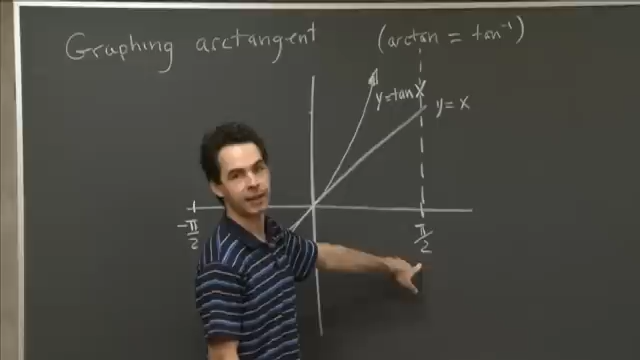 Graphing arctangent
(arctan = tan⁻¹)
y=tan x
y = x
-π/2
π/2